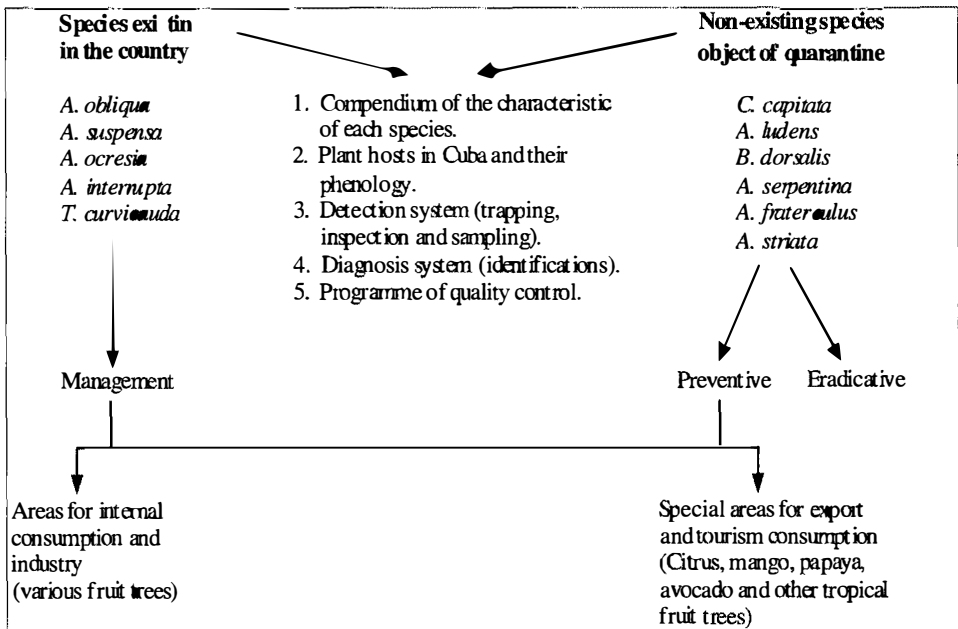 Species exi tin
in the country
A. obliqua
A. suspensa
A. ocresia
A. interrupta
T. curvicauda
1. Compendium of the characteristic
of each species.
2. Plant hosts in Cuba and their
phenology.
3. Detection system (trapping,
inspection and sampling).
4. Diagnosis system (identifications).
5. Programme of quality control.
Non-existing species
object of quarantine
C. capitata
A. ludens
B. dorsalis
A. serpentina
A. fraterculus
A. striata
Management
Preventive
Eradicative
Areas for internal
consumption and
industry
(various fruit trees)
Special areas for export
and tourism consumption
(Citrus, mango, papaya,
avocado and other tropical
fruit trees)